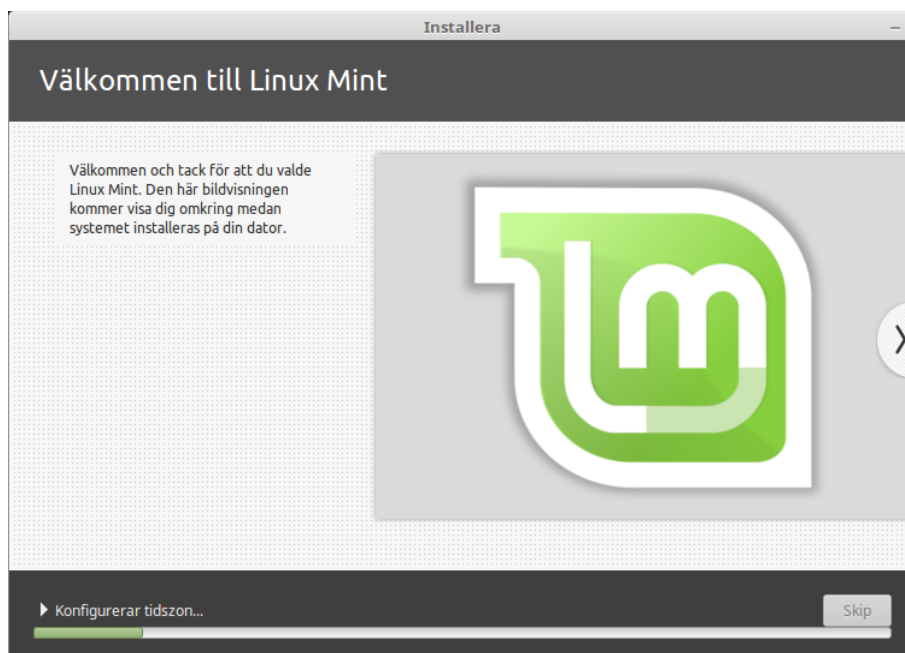 Installera
Välkommen till Linux Mint
Välkommen och tack för att du valde
Linux Mint. Den här bildvisningen
kommer visa dig omkring medan
systemet installeras på din dator.
lm
Konfigurerar tidszon...
Skip